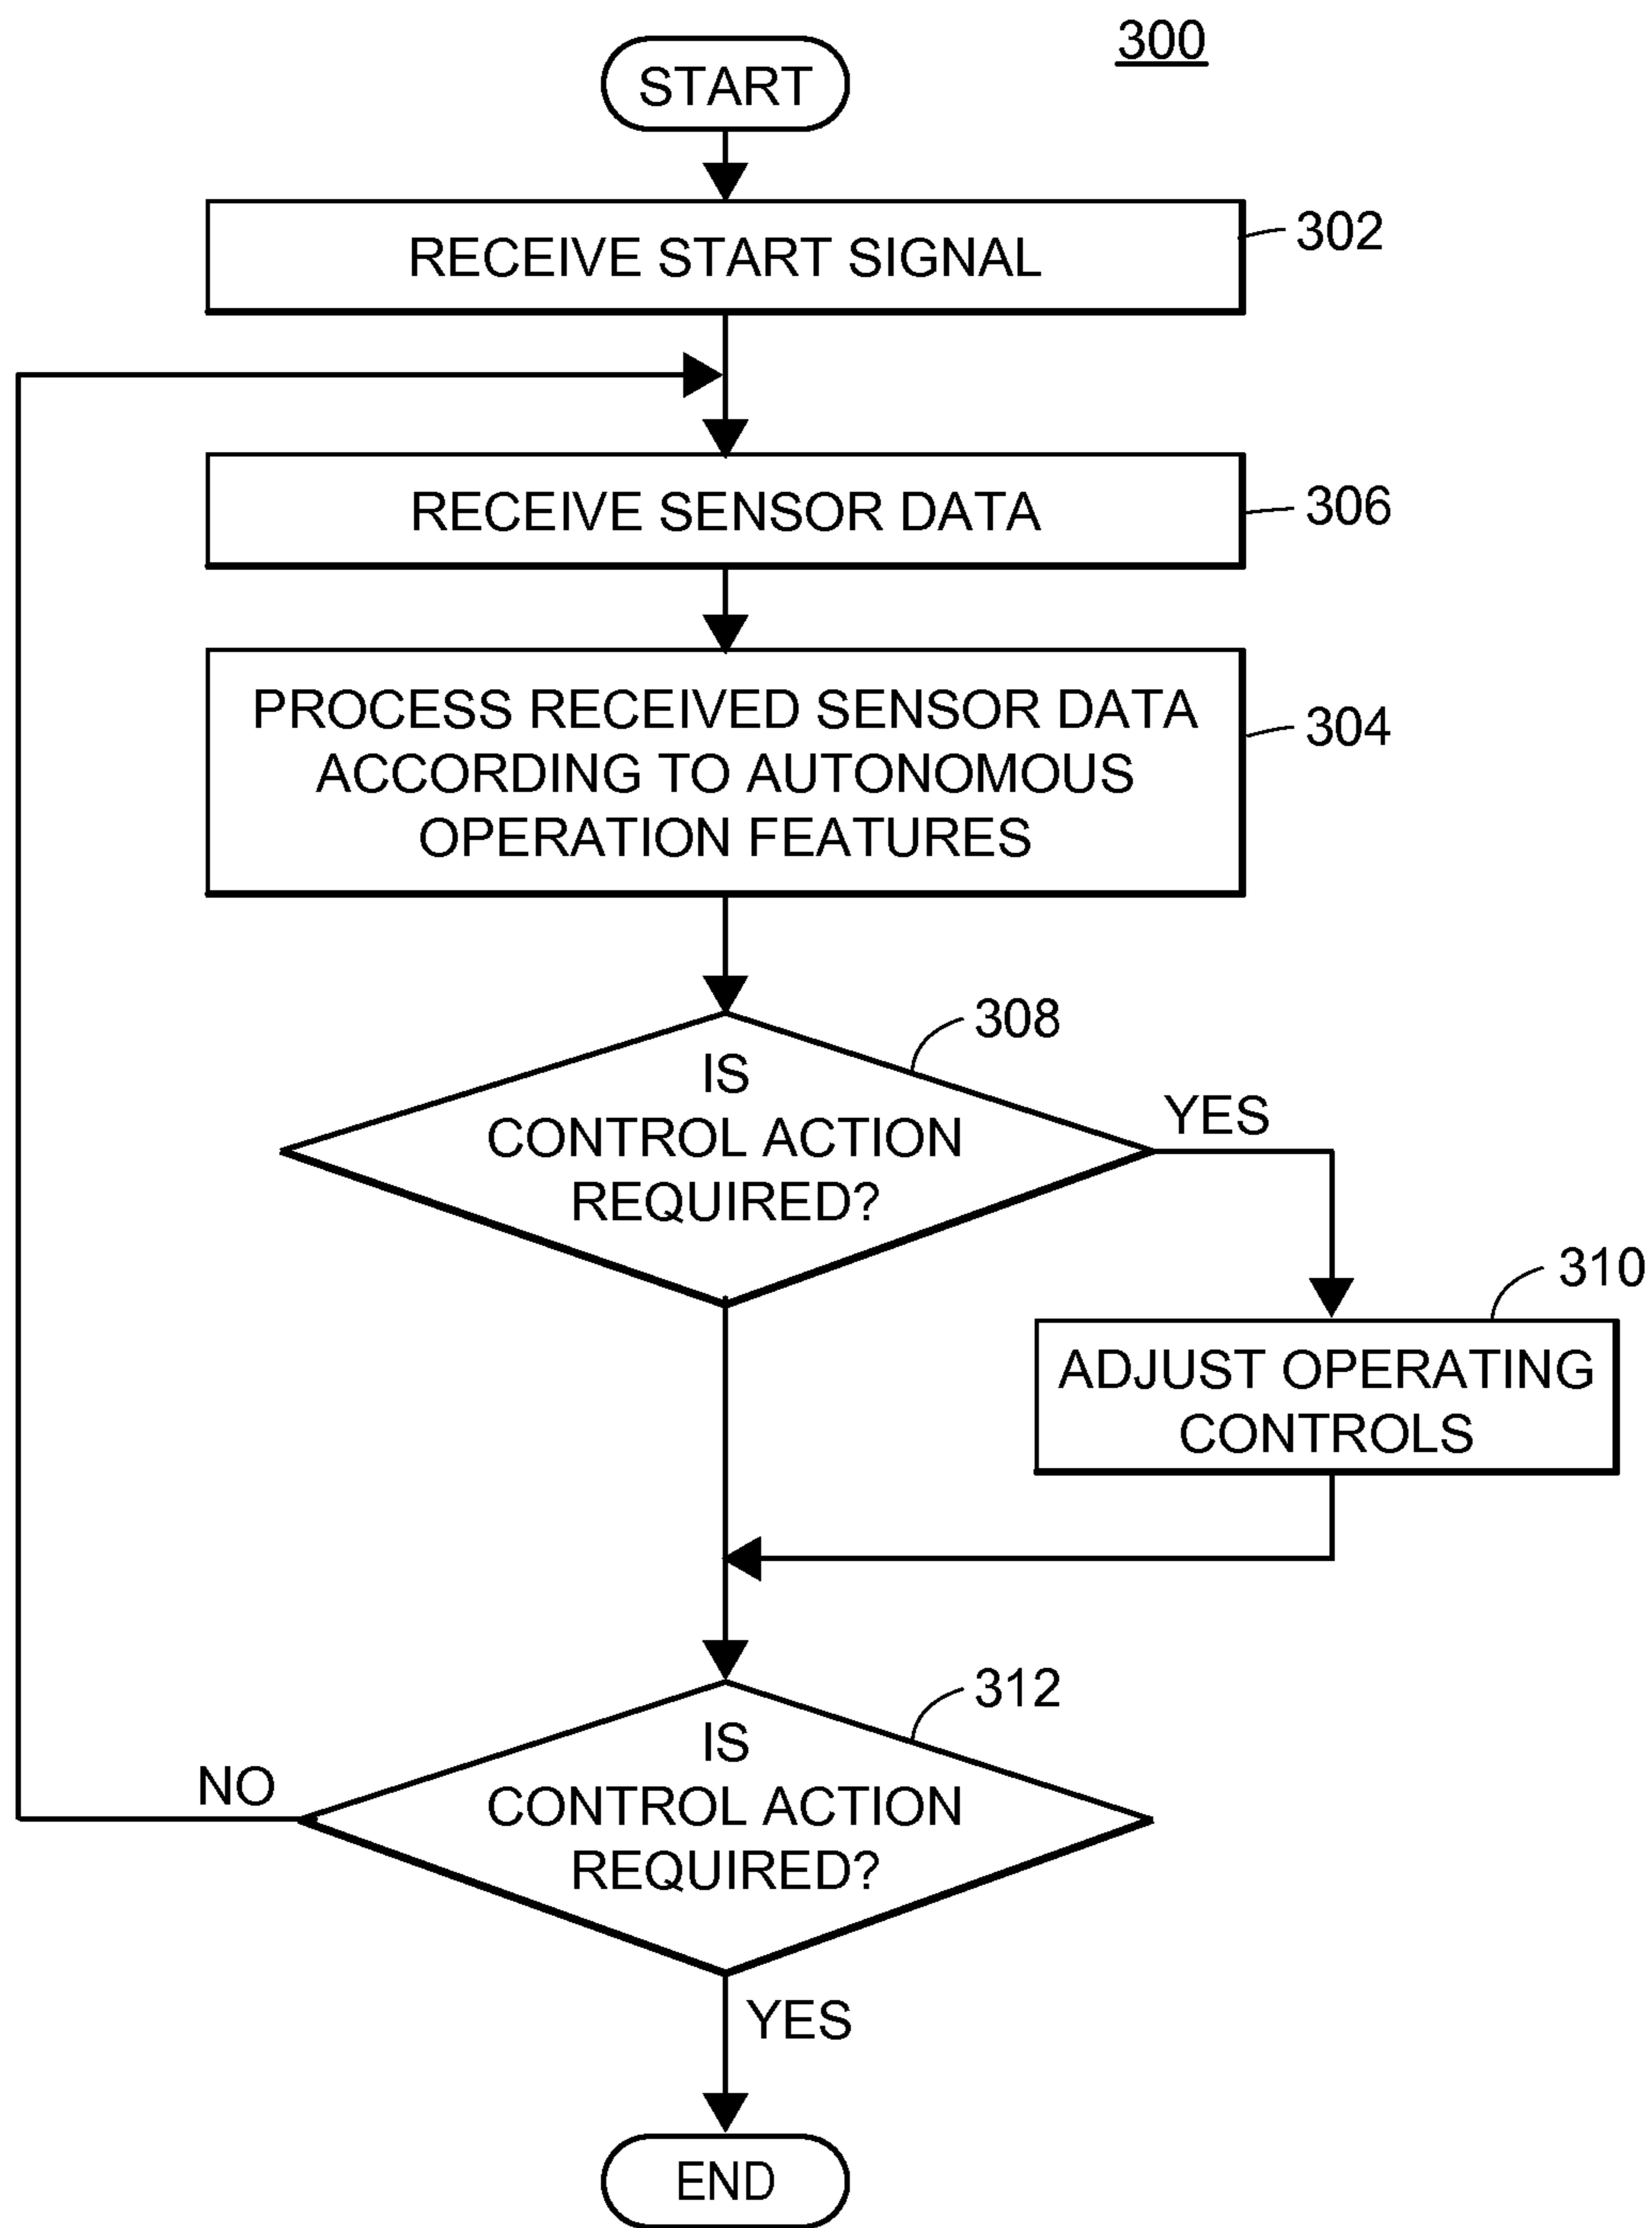 300
START
RECEIVE START SIGNAL
302
RECEIVE SENSOR DATA
306
PROCESS RECEIVED SENSOR DATA
ACCORDING TO AUTONOMOUS
OPERATION FEATURES
304
308
IS
CONTROL ACTION
REQUIRED?
YES
310
ADJUST OPERATING
CONTROLS
312
IS
CONTROL ACTION
REQUIRED?
NO
YES
END